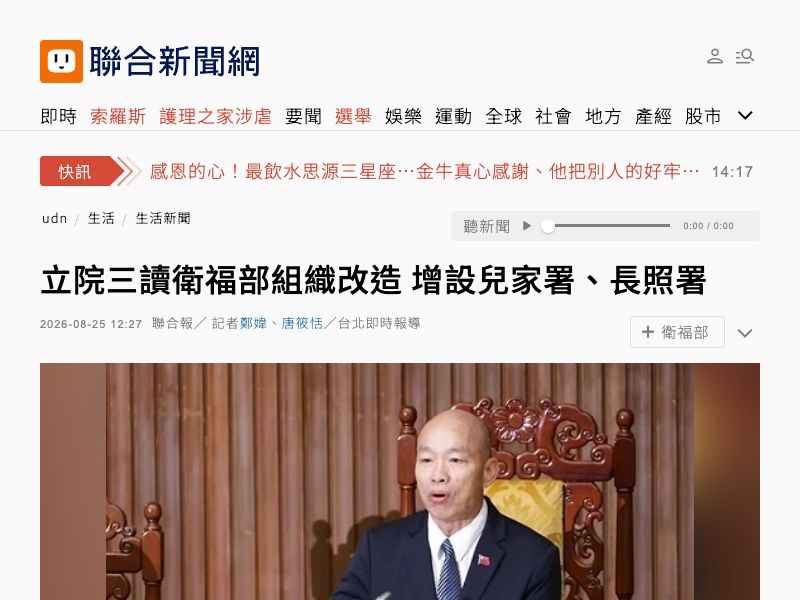 聯合新聞網
即時 索羅斯 護理之家涉虐 要聞 選舉 娛樂 運動 全球 社會 地方 產經 股市
快訊 感恩的心！最飲水思源三星座…金牛真心感謝、他把別人的好牢… 14:17
udn / 生活 / 生活新聞
聽新聞 0:00 / 0:00
立院三讀衛福部組織改造 增設兒家署、長照署
2026-08-25 12:27 聯合報／ 記者鄭媁、唐筱恬／台北即時報導
+ 衛福部